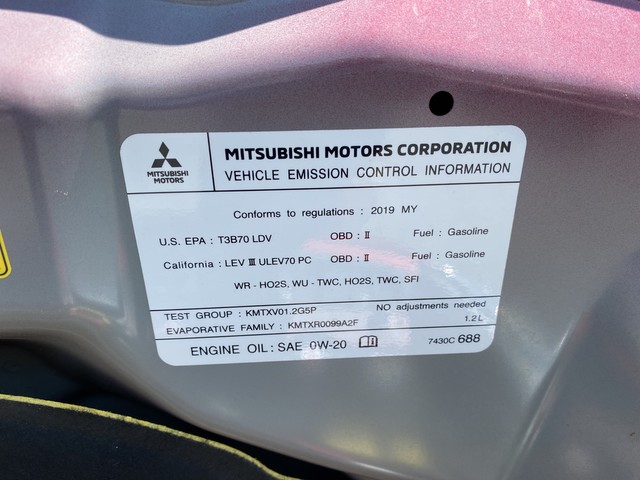 MITSUBISHI
MOTORS
MITSUBISHI MOTORS CORPORATION
VEHICLE EMISSION CONTROL INFORMATION
Conforms to regulations : 2019 MY
U.S. EPA : T3B70 LDV OBD : II Fuel : Gasoline
California : LEV III ULEV70 PC OBD : II Fuel : Gasoline
WR - HO2S, WU - TWC, HO2S, TWC, SFI
TEST GROUP : KMTXV01.2G5P NO adjustments needed
EVAPORATIVE FAMILY : KMTXR0099A2F 1.2 L
ENGINE OIL : SAE 0W-20 7430C 688